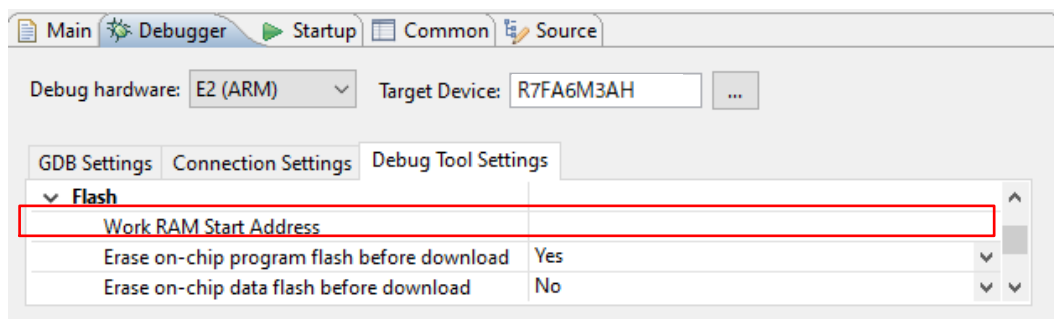 Main Debugger Startup Common Source
Debug hardware: E2 (ARM) Target Device: R7FA6M3AH ...
GDB Settings Connection Settings Debug Tool Settings
Flash
Work RAM Start Address
Erase on-chip program flash before download Yes
Erase on-chip data flash before download No